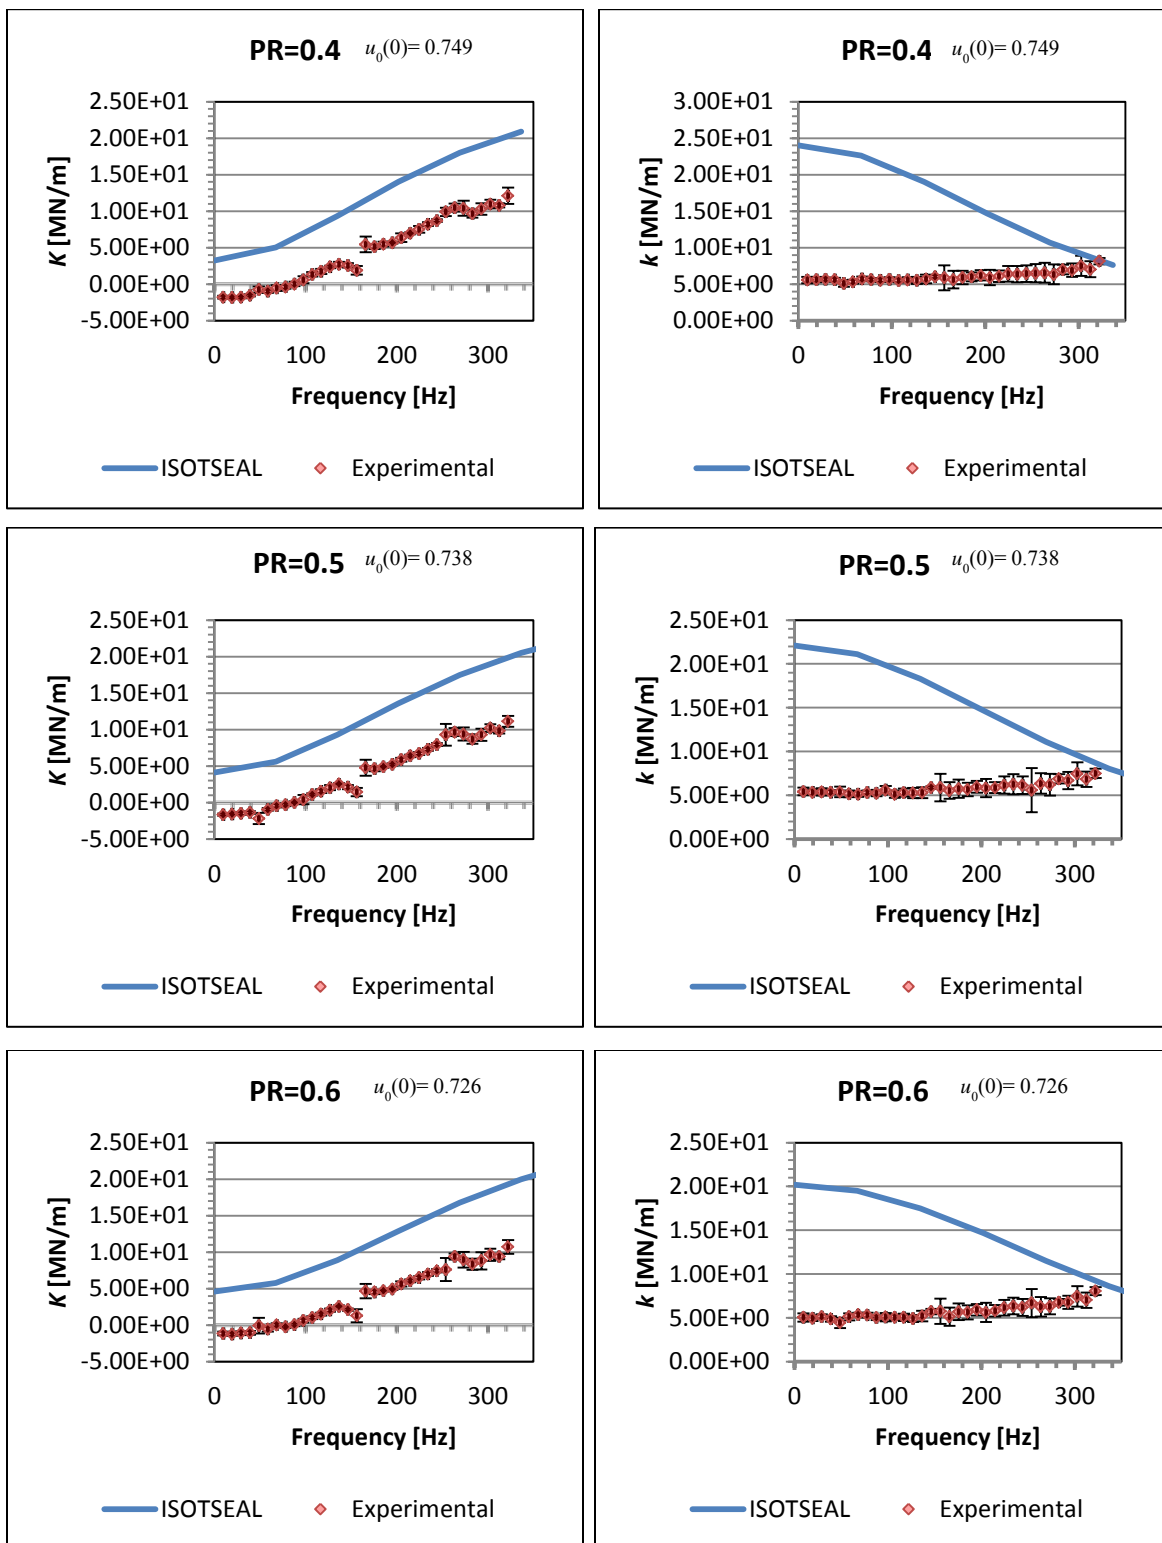 PR=0.4 u₀(0)= 0.749
K [MN/m]
2.50E+01
2.00E+01
1.50E+01
1.00E+01
5.00E+00
0.00E+00
-5.00E+00
0 100 200 300
Frequency [Hz]
ISOTSEAL Experimental
PR=0.4 u₀(0)= 0.749
k [MN/m]
3.00E+01
2.50E+01
2.00E+01
1.50E+01
1.00E+01
5.00E+00
0.00E+00
0 100 200 300
Frequency [Hz]
ISOTSEAL Experimental
PR=0.5 u₀(0)= 0.738
K [MN/m]
2.50E+01
2.00E+01
1.50E+01
1.00E+01
5.00E+00
0.00E+00
-5.00E+00
0 100 200 300
Frequency [Hz]
ISOTSEAL Experimental
PR=0.5 u₀(0)= 0.738
k [MN/m]
2.50E+01
2.00E+01
1.50E+01
1.00E+01
5.00E+00
0.00E+00
0 100 200 300
Frequency [Hz]
ISOTSEAL Experimental
PR=0.6 u₀(0)= 0.726
K [MN/m]
2.50E+01
2.00E+01
1.50E+01
1.00E+01
5.00E+00
0.00E+00
-5.00E+00
0 100 200 300
Frequency [Hz]
ISOTSEAL Experimental
PR=0.6 u₀(0)= 0.726
k [MN/m]
2.50E+01
2.00E+01
1.50E+01
1.00E+01
5.00E+00
0.00E+00
0 100 200 300
Frequency [Hz]
ISOTSEAL Experimental